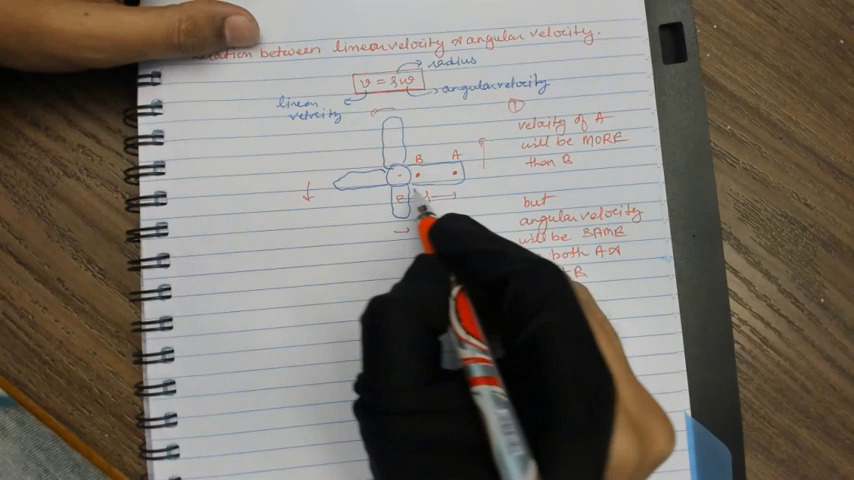 relation between linear velocity & angular velocity.
radius
v = rω
linear velocity
angular velocity
①
velocity of A
will be MORE
than B
B A
but
angular velocity
will be SAME
both A &
B